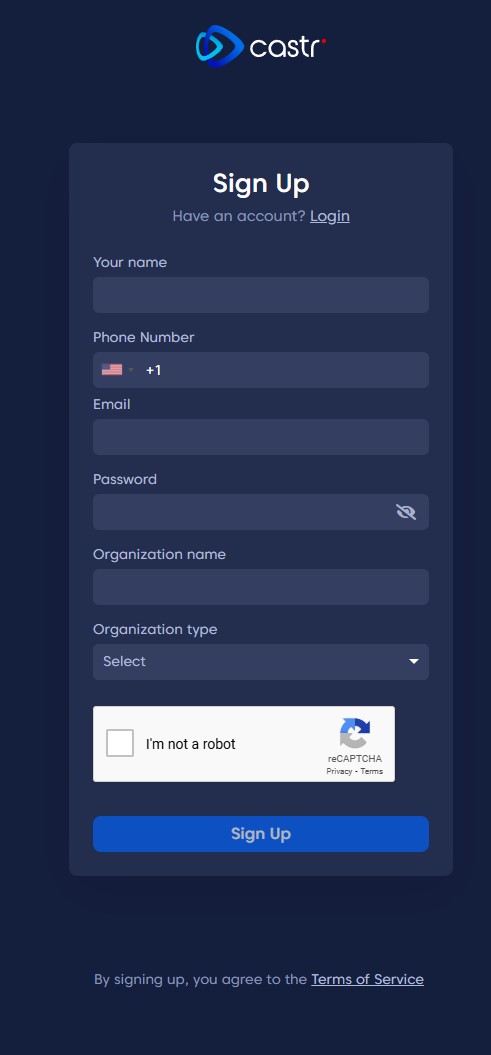 castr
Sign Up
Have an account? Login
Your name
Phone Number
+1
Email
Password
Organization name
Organization type
Select
I'm not a robot
reCAPTCHA
Privacy - Terms
Sign Up
By signing up, you agree to the Terms of Service